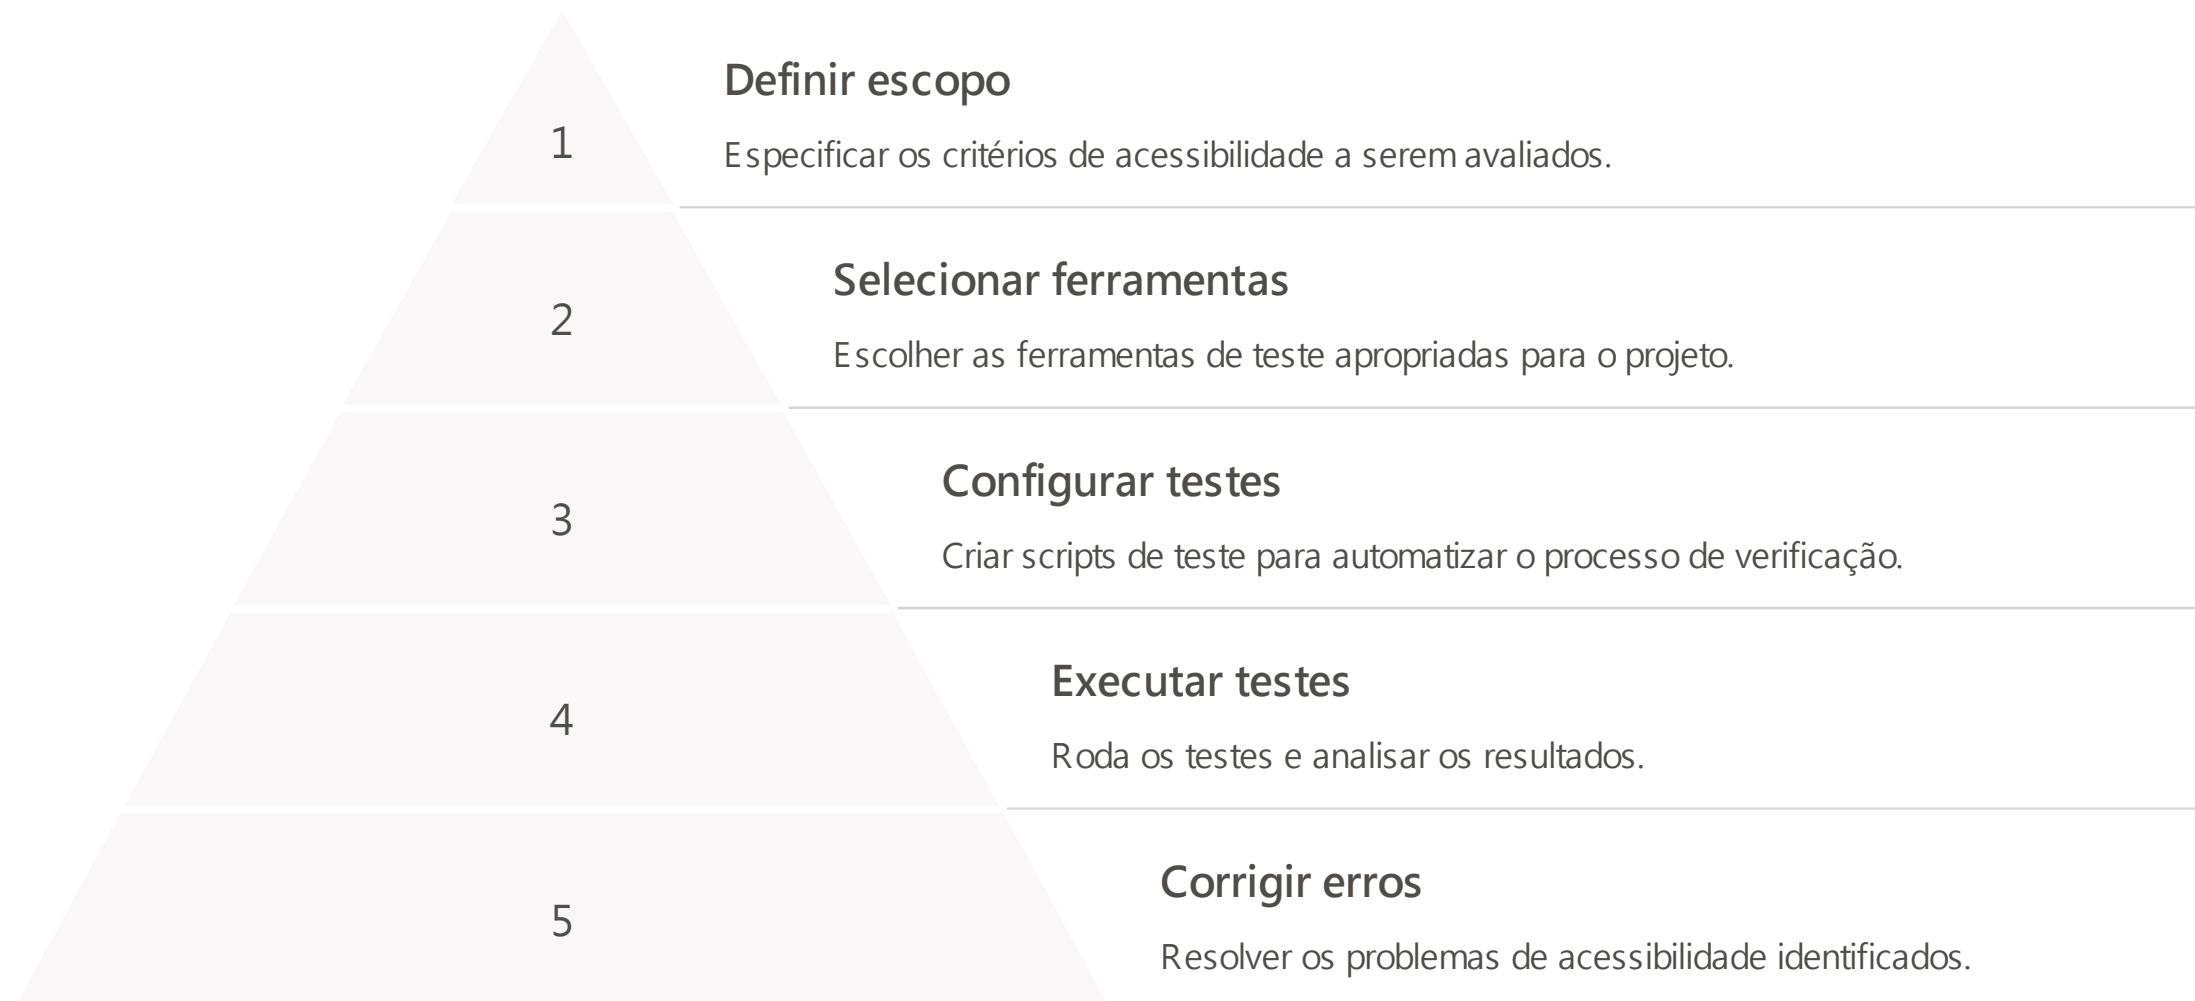 Definir escopo
1
Especificar os critérios de acessibilidade a serem avaliados.
Selecionar ferramentas
2
Escolher as ferramentas de teste apropriadas para o projeto.
Configurar testes
3
Criar scripts de teste para automatizar o processo de verificação.
Executar testes
4
Roda os testes e analisar os resultados.
Corrigir erros
5
Resolver os problemas de acessibilidade identificados.